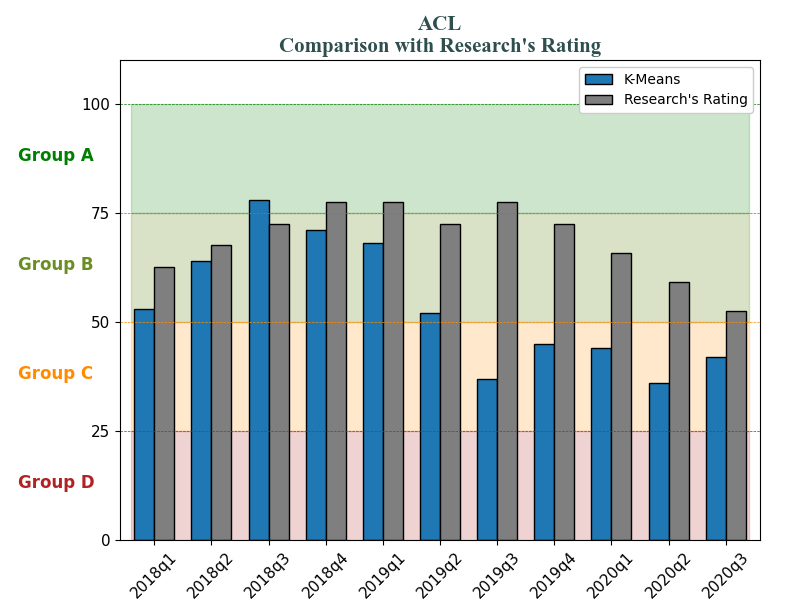 ACL
Comparison with Research's Rating
K-Means
Research's Rating
100
Group A
75
Group B
50
Group C
25
Group D
0
2018q1 2018q2 2018q3 2018q4 2019q1 2019q2 2019q3 2019q4 2020q1 2020q2 2020q3